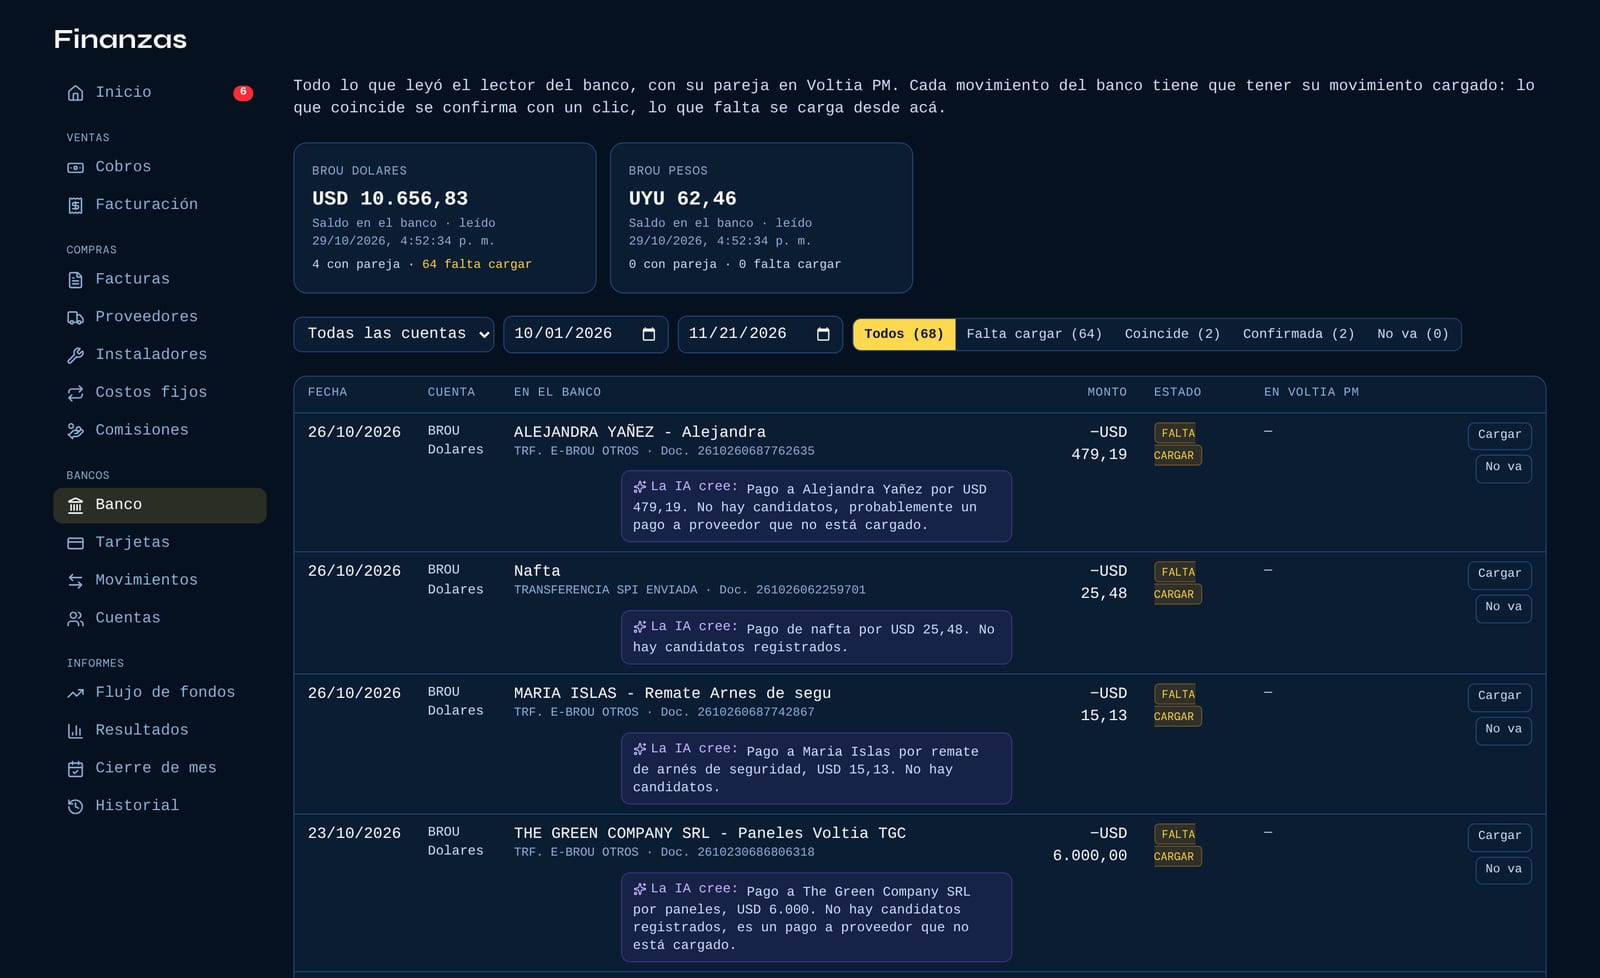 Finanzas
Inicio
6
VENTAS
Cobros
Facturación
COMPRAS
Facturas
Proveedores
Instaladores
Costos fijos
Comisiones
BANCOS
Banco
Tarjetas
Movimientos
Cuentas
INFORMES
Flujo de fondos
Resultados
Cierre de mes
Historial
Todo lo que leyó el lector del banco, con su pareja en Voltia PM. Cada movimiento del banco tiene que tener su movimiento cargado: lo
que coincide se confirma con un clic, lo que falta se carga desde acá.
BROU DOLARES
USD 10.656,83
Saldo en el banco · leído
29/10/2026, 4:52:34 p. m.
4 con pareja · 64 falta cargar
BROU PESOS
UYU 62,46
Saldo en el banco · leído
29/10/2026, 4:52:34 p. m.
0 con pareja · 0 falta cargar
Todas las cuentas 10/01/2026 11/21/2026 Todos (68) Falta cargar (64) Coincide (2) Confirmada (2) No va (0)
FECHA CUENTA EN EL BANCO MONTO ESTADO EN VOLTIA PM
26/10/2026 BROU Dolares
ALEJANDRA YAÑEZ - Alejandra
TRF. E-BROU OTROS · Doc. 2610260687762635
La IA cree: Pago a Alejandra Yañez por USD
479,19. No hay candidatos, probablemente un
pago a proveedor que no está cargado.
−USD
479,19
FALTA
CARGAR
—
Cargar
No va
26/10/2026 BROU Dolares
Nafta
TRANSFERENCIA SPI ENVIADA · Doc. 261026062259701
La IA cree: Pago de nafta por USD 25,48. No
hay candidatos registrados.
−USD
25,48
FALTA
CARGAR
—
Cargar
No va
26/10/2026 BROU Dolares
MARIA ISLAS - Remate Arnes de segu
TRF. E-BROU OTROS · Doc. 2610260687742867
La IA cree: Pago a Maria Islas por remate
de arnés de seguridad, USD 15,13. No hay
candidatos.
−USD
15,13
FALTA
CARGAR
—
Cargar
No va
23/10/2026 BROU Dolares
THE GREEN COMPANY SRL - Paneles Voltia TGC
TRF. E-BROU OTROS · Doc. 2610230686806318
La IA cree: Pago a The Green Company SRL
por paneles, USD 6.000. No hay candidatos
registrados, es un pago a proveedor que no
está cargado.
−USD
6.000,00
FALTA
CARGAR
—
Cargar
No va